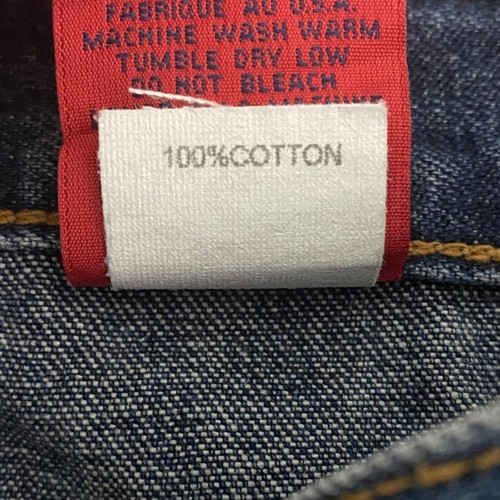 FABRIQUE AU U.S.A.
MACHINE WASH WARM
TUMBLE DRY LOW
DO NOT BLEACH
100%COTTON